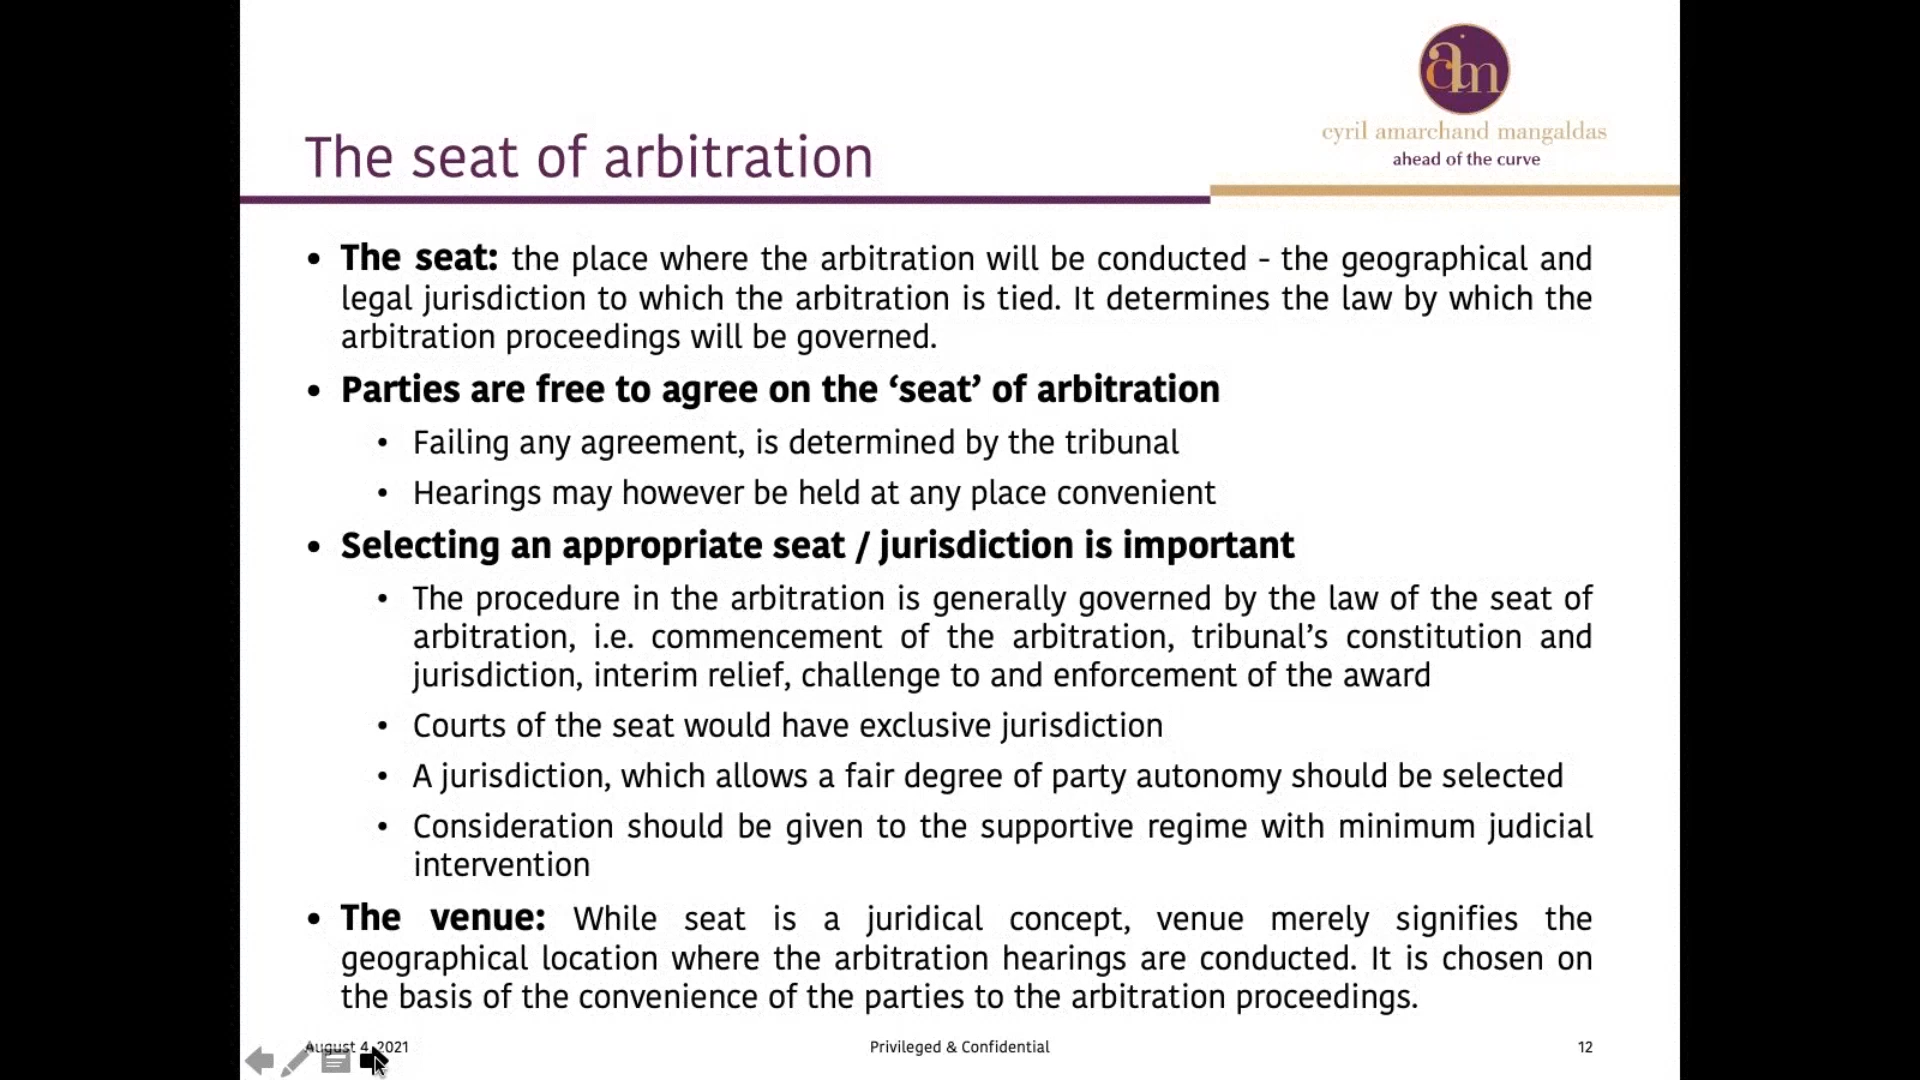 cyril amarchand mangaldas
ahead of the curve
The seat of arbitration
• The seat: the place where the arbitration will be conducted - the geographical and
legal jurisdiction to which the arbitration is tied. It determines the law by which the
arbitration proceedings will be governed.
• Parties are free to agree on the ‘seat’ of arbitration
• Failing any agreement, is determined by the tribunal
• Hearings may however be held at any place convenient
• Selecting an appropriate seat / jurisdiction is important
• The procedure in the arbitration is generally governed by the law of the seat of
arbitration, i.e. commencement of the arbitration, tribunal’s constitution and
jurisdiction, interim relief, challenge to and enforcement of the award
• Courts of the seat would have exclusive jurisdiction
• A jurisdiction, which allows a fair degree of party autonomy should be selected
• Consideration should be given to the supportive regime with minimum judicial
intervention
• The venue: While seat is a juridical concept, venue merely signifies the
geographical location where the arbitration hearings are conducted. It is chosen on
the basis of the convenience of the parties to the arbitration proceedings.
August 4, 2021
Privileged & Confidential
12